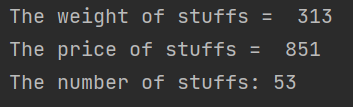 The weight of stuffs =  313
The price of stuffs =  851
The number of stuffs: 53